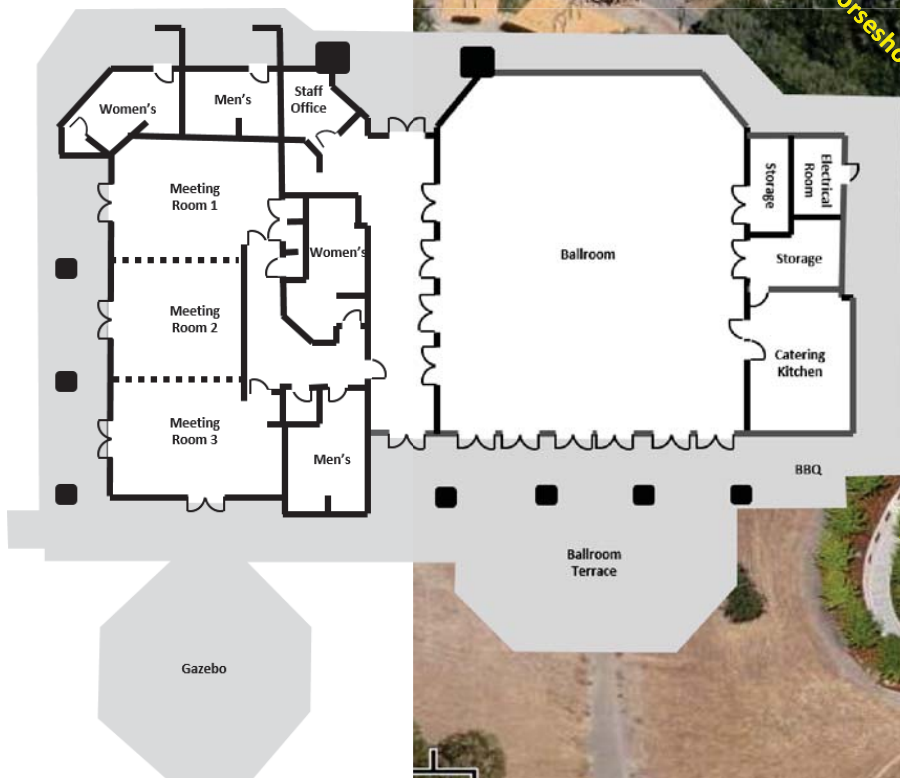 Women's
Men's
Staff
Office
Meeting
Room 1
Women's
Meeting
Room 2
Meeting
Room 3
Men's
Ballroom
Storage
Electrical
Room
Storage
Catering
Kitchen
BBQ
Ballroom
Terrace
Gazebo